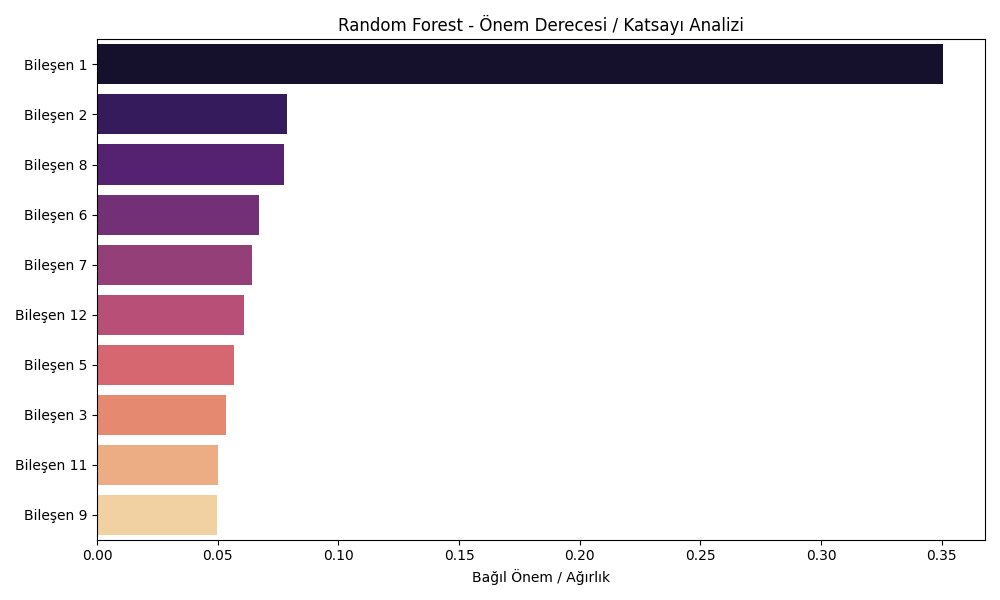 Random Forest - Önem Derecesi / Katsayı Analizi
Bileşen 1
Bileşen 2
Bileşen 8
Bileşen 6
Bileşen 7
Bileşen 12
Bileşen 5
Bileşen 3
Bileşen 11
Bileşen 9
0.00 0.05 0.10 0.15 0.20 0.25 0.30 0.35
Bağıl Önem / Ağırlık